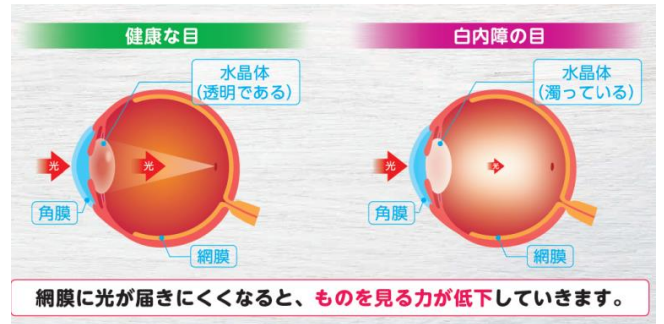 健康な目
水晶体
(透明である)
光
光
角膜
網膜
白内障の目
水晶体
(濁っている)
光
光
角膜
網膜
網膜に光が届きにくくなると、ものを見る力が低下していきます。